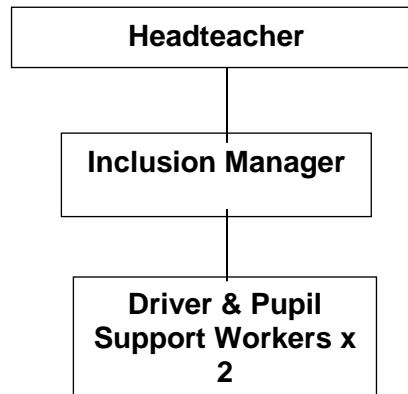 Headteacher
Inclusion Manager
Driver & Pupil
Support Workers x
2